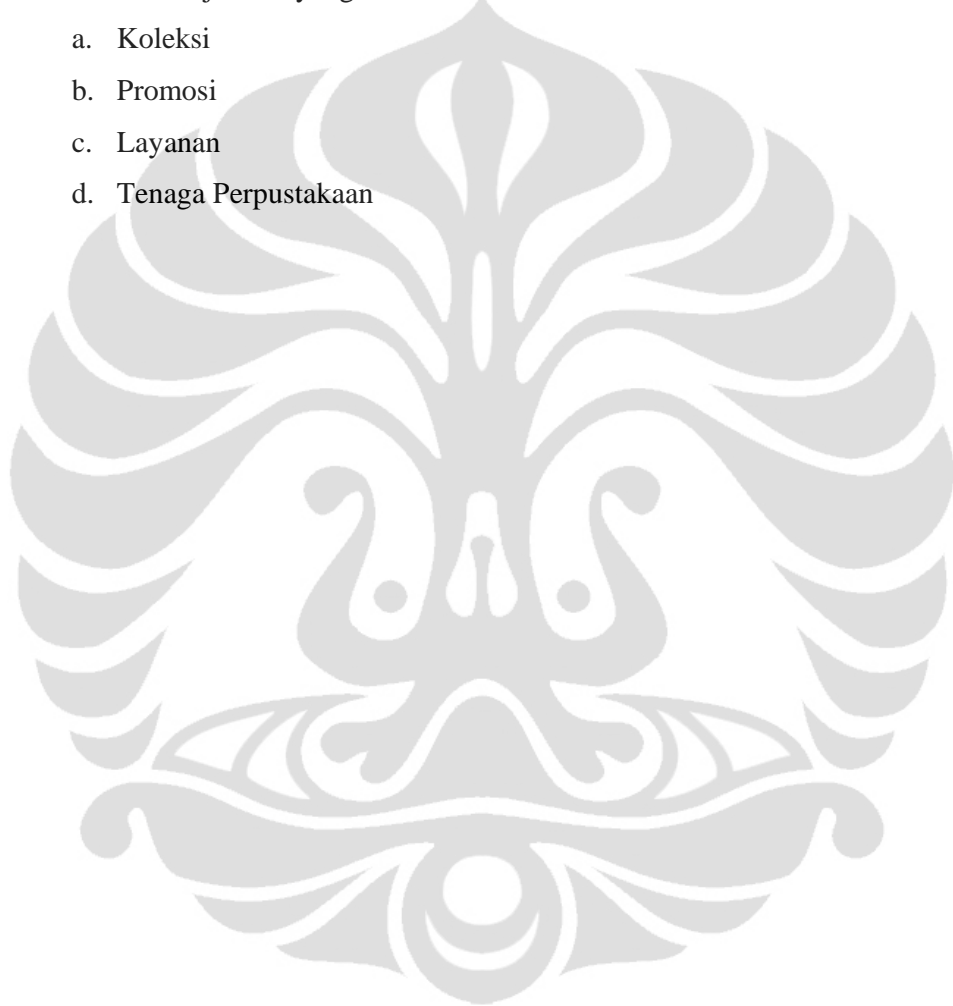 a. Koleksi
b. Promosi
c. Layanan
d. Tenaga Perpustakaan